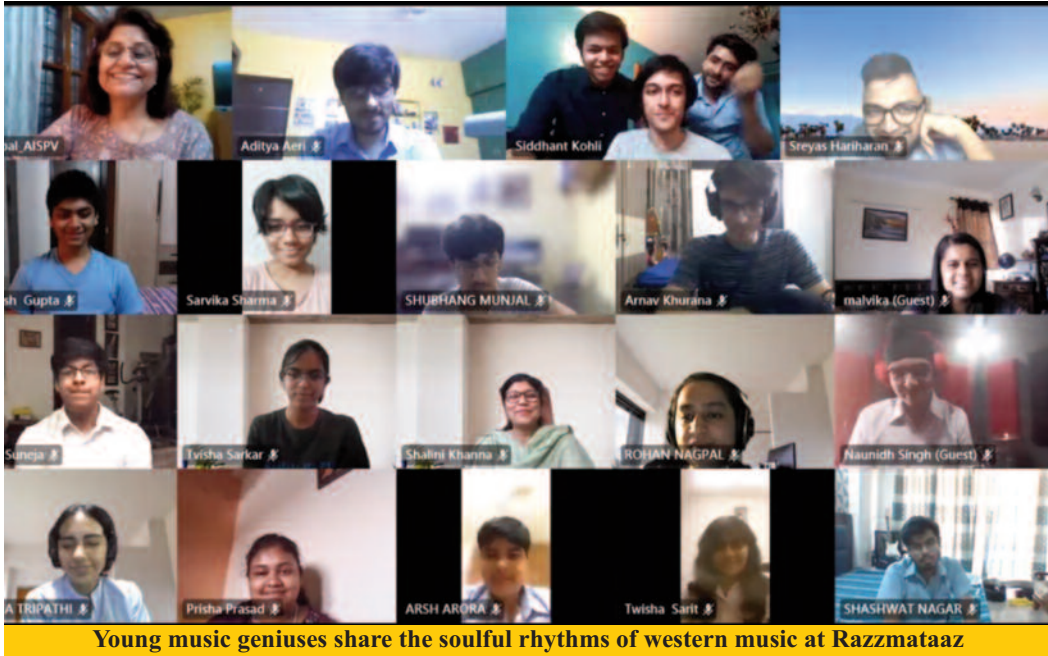 nal_AISPV
Aditya Aeri
Siddhant Kohli
Sreyas Hariharan
sh Gupta
Sarvika Sharma
SHUBHANG MUNJAL
Arnav Khurana
malvika (Guest)
Suneja
Tvisha Sarkar
Shalini Khanna
ROHAN NAGPAL
Naunidh Singh (Guest)
A TRIPATHI
Prisha Prasad
ARSH ARORA
Twisha Sarit
SHASHWAT NAGAR
Young music geniuses share the soulful rhythms of western music at Razzmataaz